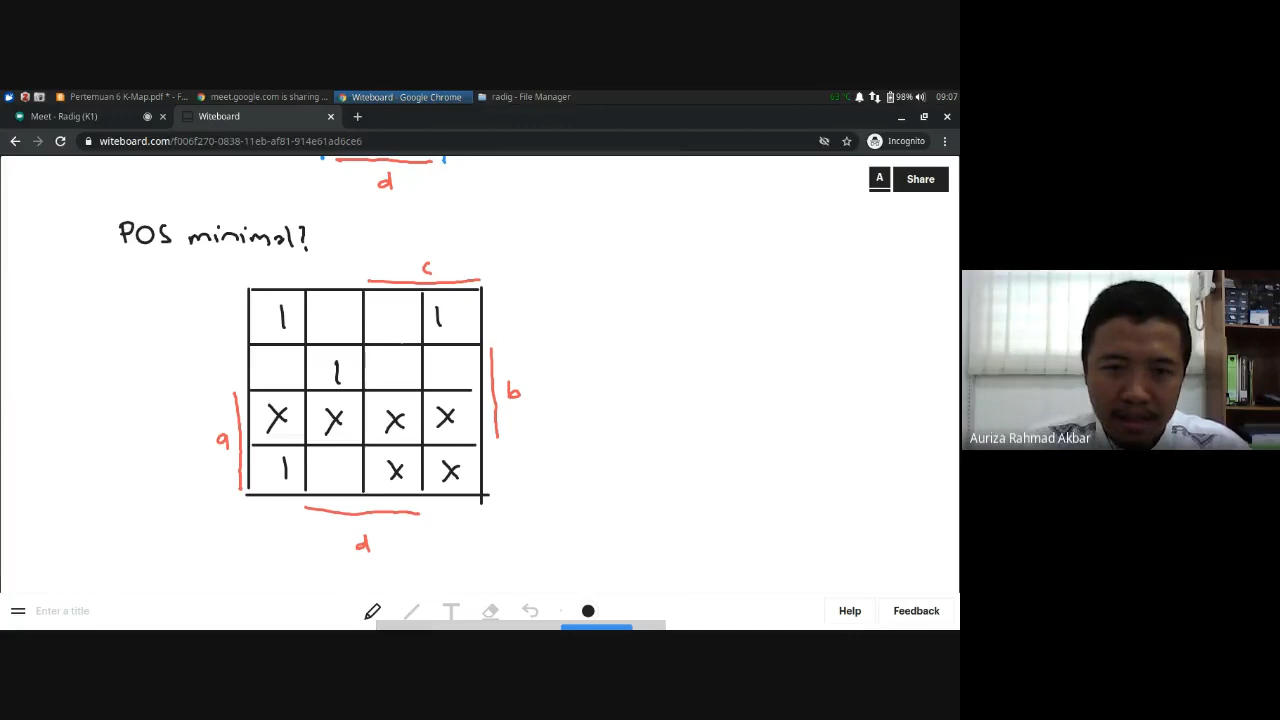 Pertemuan 6 K-Map.pdf * - F...
meet.google.com is sharing ...
Witeboard - Google Chrome
radig - File Manager
63°C
98%
09:07
Meet - Radig (K1)
Witeboard
witeboard.com/f006f270-0838-11eb-af81-914e61ad6ce6
Incognito
A
Share
d
POS minimal?
c
1 1
1
b
X X X X
a
1 X X
d
Auriza Rahmad Akbar
Enter a title
T
Help
Feedback